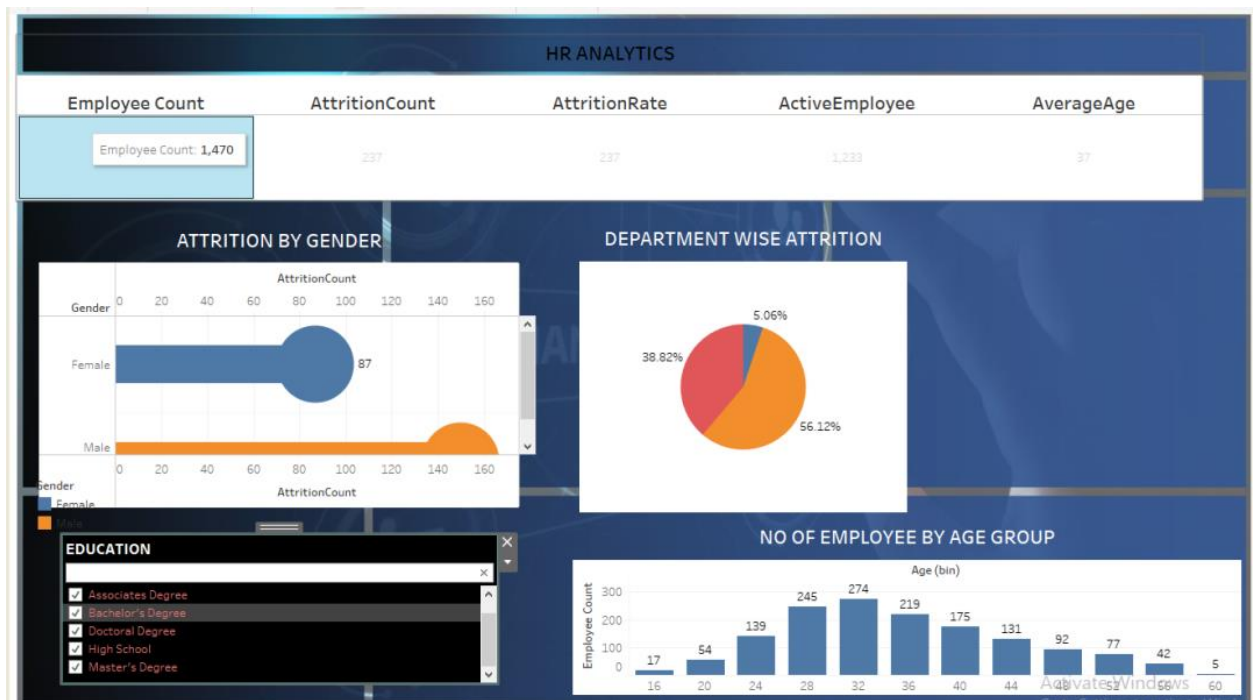 HR ANALYTICS
Employee Count AttritionCount AttritionRate ActiveEmployee AverageAge
Employee Count: 1,470 237 237 1,233 37
ATTRITION BY GENDER
DEPARTMENT WISE ATTRITION
AttritionCount
Gender 0 20 40 60 80 100 120 140 160
Female 87
Male
0 20 40 60 80 100 120 140 160
AttritionCount
5.06%
38.82%
56.12%
Gender
Female
Male
EDUCATION
Associates Degree
Bachelor's Degree
Doctoral Degree
High School
Master's Degree
NO OF EMPLOYEE BY AGE GROUP
Age (bin)
Employee Count
300
200
100
0
17 54 139 245 274 219 175 131 92 77 42 5
16 20 24 28 32 36 40 44 48 52 56 60
Activate Windows